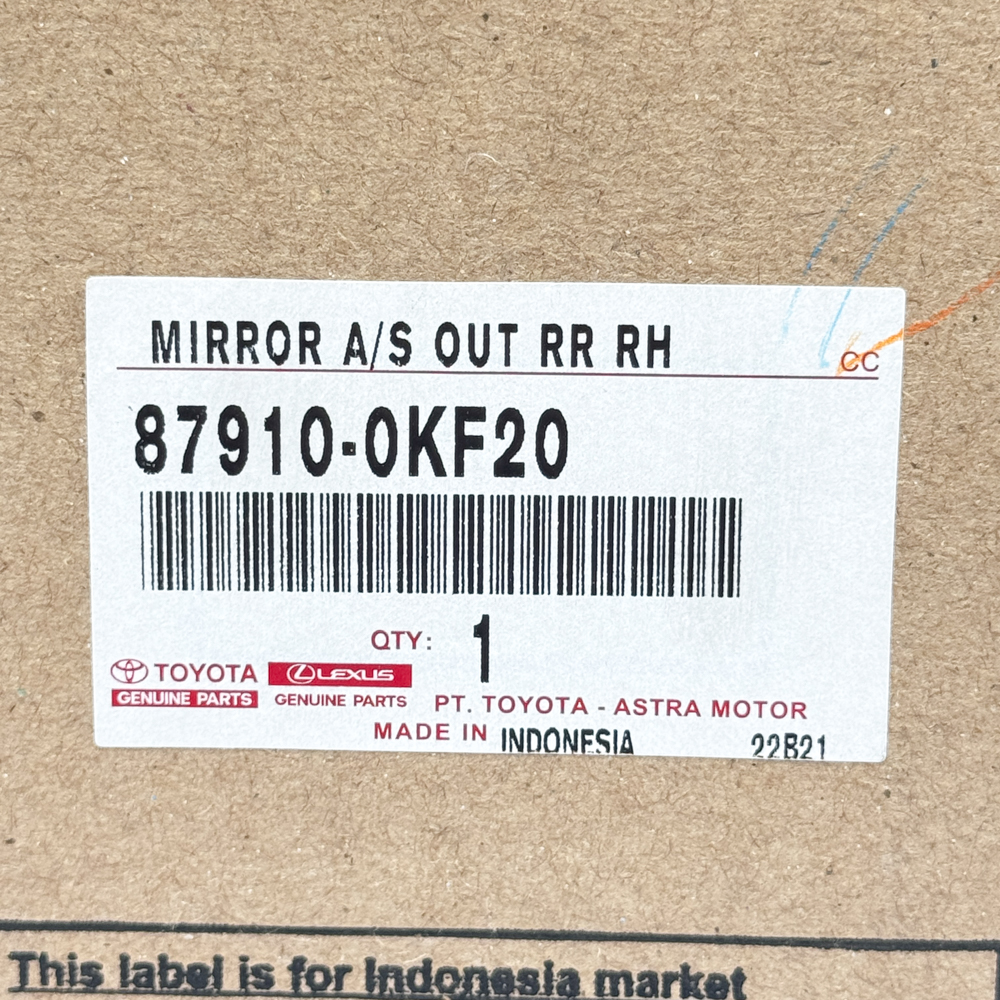 MIRROR A/S OUT RR RH
CC
87910-0KF20
QTY: 1
TOYOTA
GENUINE PARTS
LEXUS
GENUINE PARTS
PT. TOYOTA - ASTRA MOTOR
MADE IN INDONESIA 22B21
This label is for Indonesia market